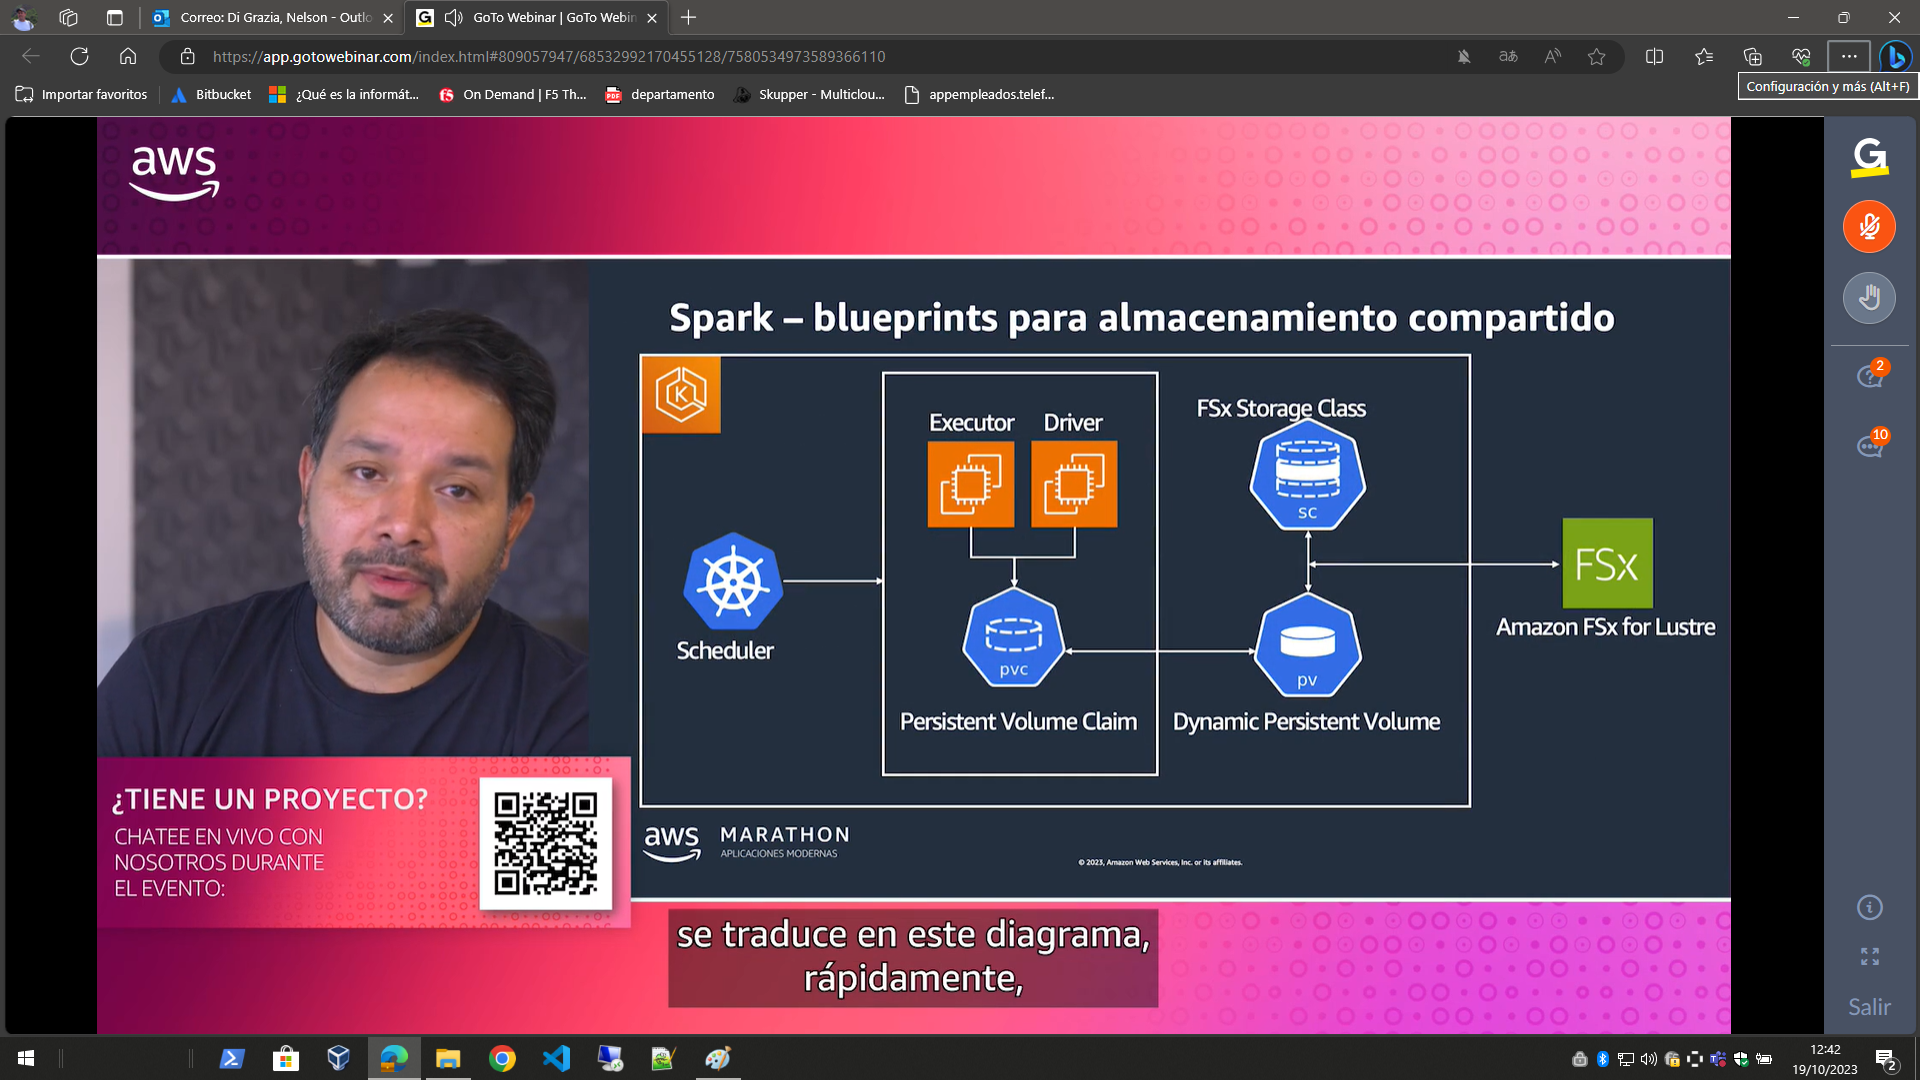 Correo: Di Grazia, Nelson - Outlo
GoTo Webinar | GoTo Webin
https://app.gotowebinar.com/index.html#809057947/68532992170455128/7580534973589366110
Configuración y más (Alt+F)
Importar favoritos
Bitbucket
¿Qué es la informát...
On Demand | F5 Th...
departamento
Skupper - Multiclou...
appempleados.telef...
aws
Spark – blueprints para almacenamiento compartido
K
Executor
Driver
FSx Storage Class
sc
Scheduler
pvc
pv
FSx
Amazon FSx for Lustre
Persistent Volume Claim
Dynamic Persistent Volume
¿TIENE UN PROYECTO?
CHATEE EN VIVO CON
NOSOTROS DURANTE
EL EVENTO:
aws
MARATHON
APLICACIONES MODERNAS
© 2023, Amazon Web Services, Inc. or its affiliates.
se traduce en este diagrama,
rápidamente,
G
2
10
Salir
12:42
19/10/2023
2